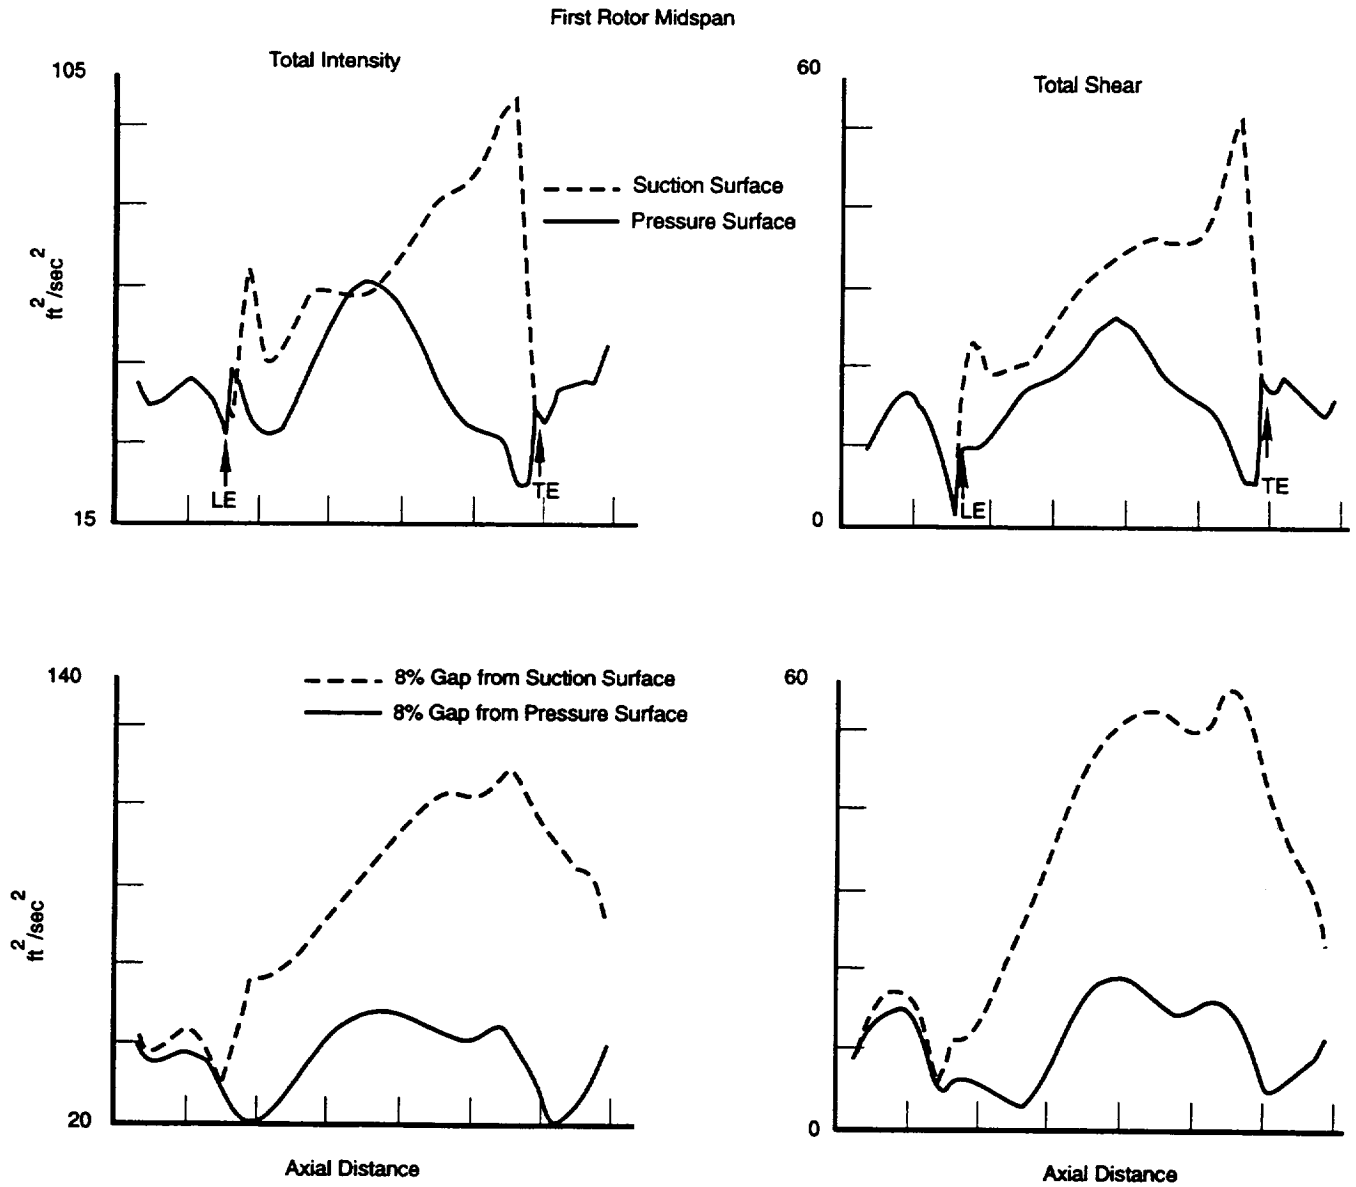 First Rotor Midspan
Total Intensity
105
ft²/sec²
15
LE
TE
Suction Surface
Pressure Surface
Total Shear
60
0
LE
TE
140
ft²/sec²
20
8% Gap from Suction Surface
8% Gap from Pressure Surface
Axial Distance
60
0
Axial Distance